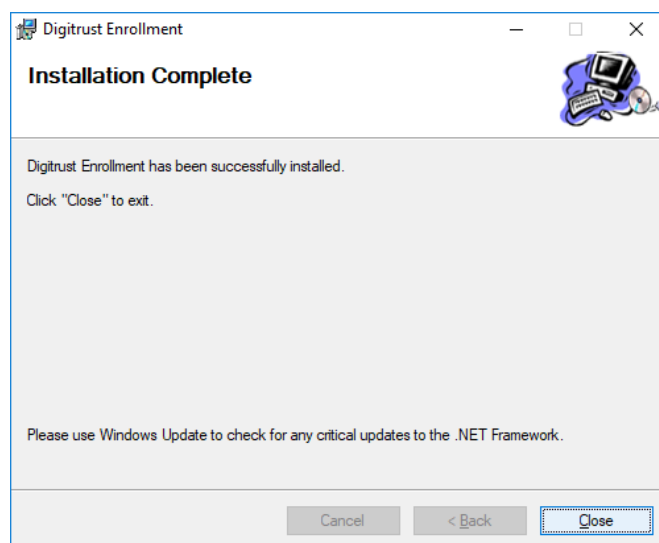 Digitrust Enrollment
Installation Complete
Digitrust Enrollment has been successfully installed.
Click "Close" to exit.
Please use Windows Update to check for any critical updates to the .NET Framework.
Cancel
< Back
Close